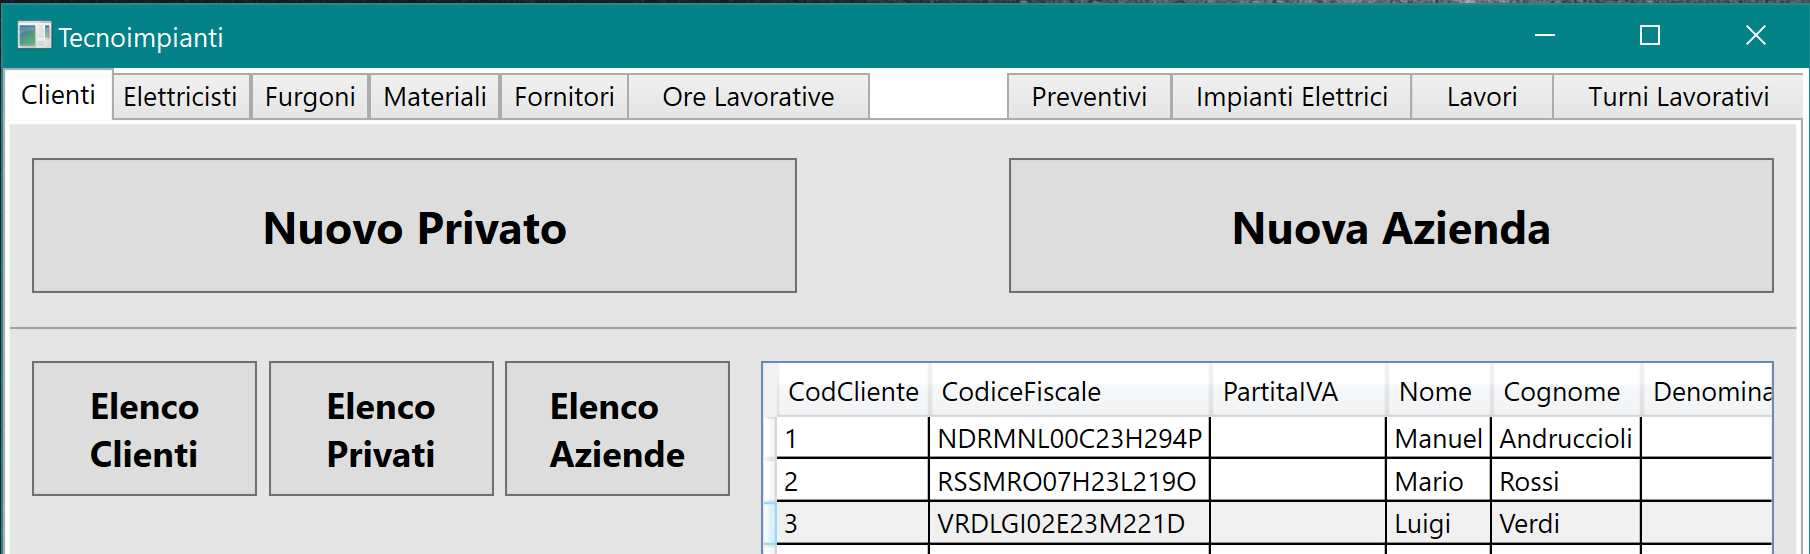 Tecnoimpianti
Clienti Elettricisti Furgoni Materiali Fornitori Ore Lavorative Preventivi Impianti Elettrici Lavori Turni Lavorativi
Nuovo Privato Nuova Azienda
Elenco Clienti
Elenco Privati
Elenco Aziende
CodCliente CodiceFiscale PartitaIVA Nome Cognome Denomina
1 NDRMNL00C23H294P Manuel Andruccioli
2 RSSMRO07H23L219O Mario Rossi
3 VRDLGI02E23M221D Luigi Verdi